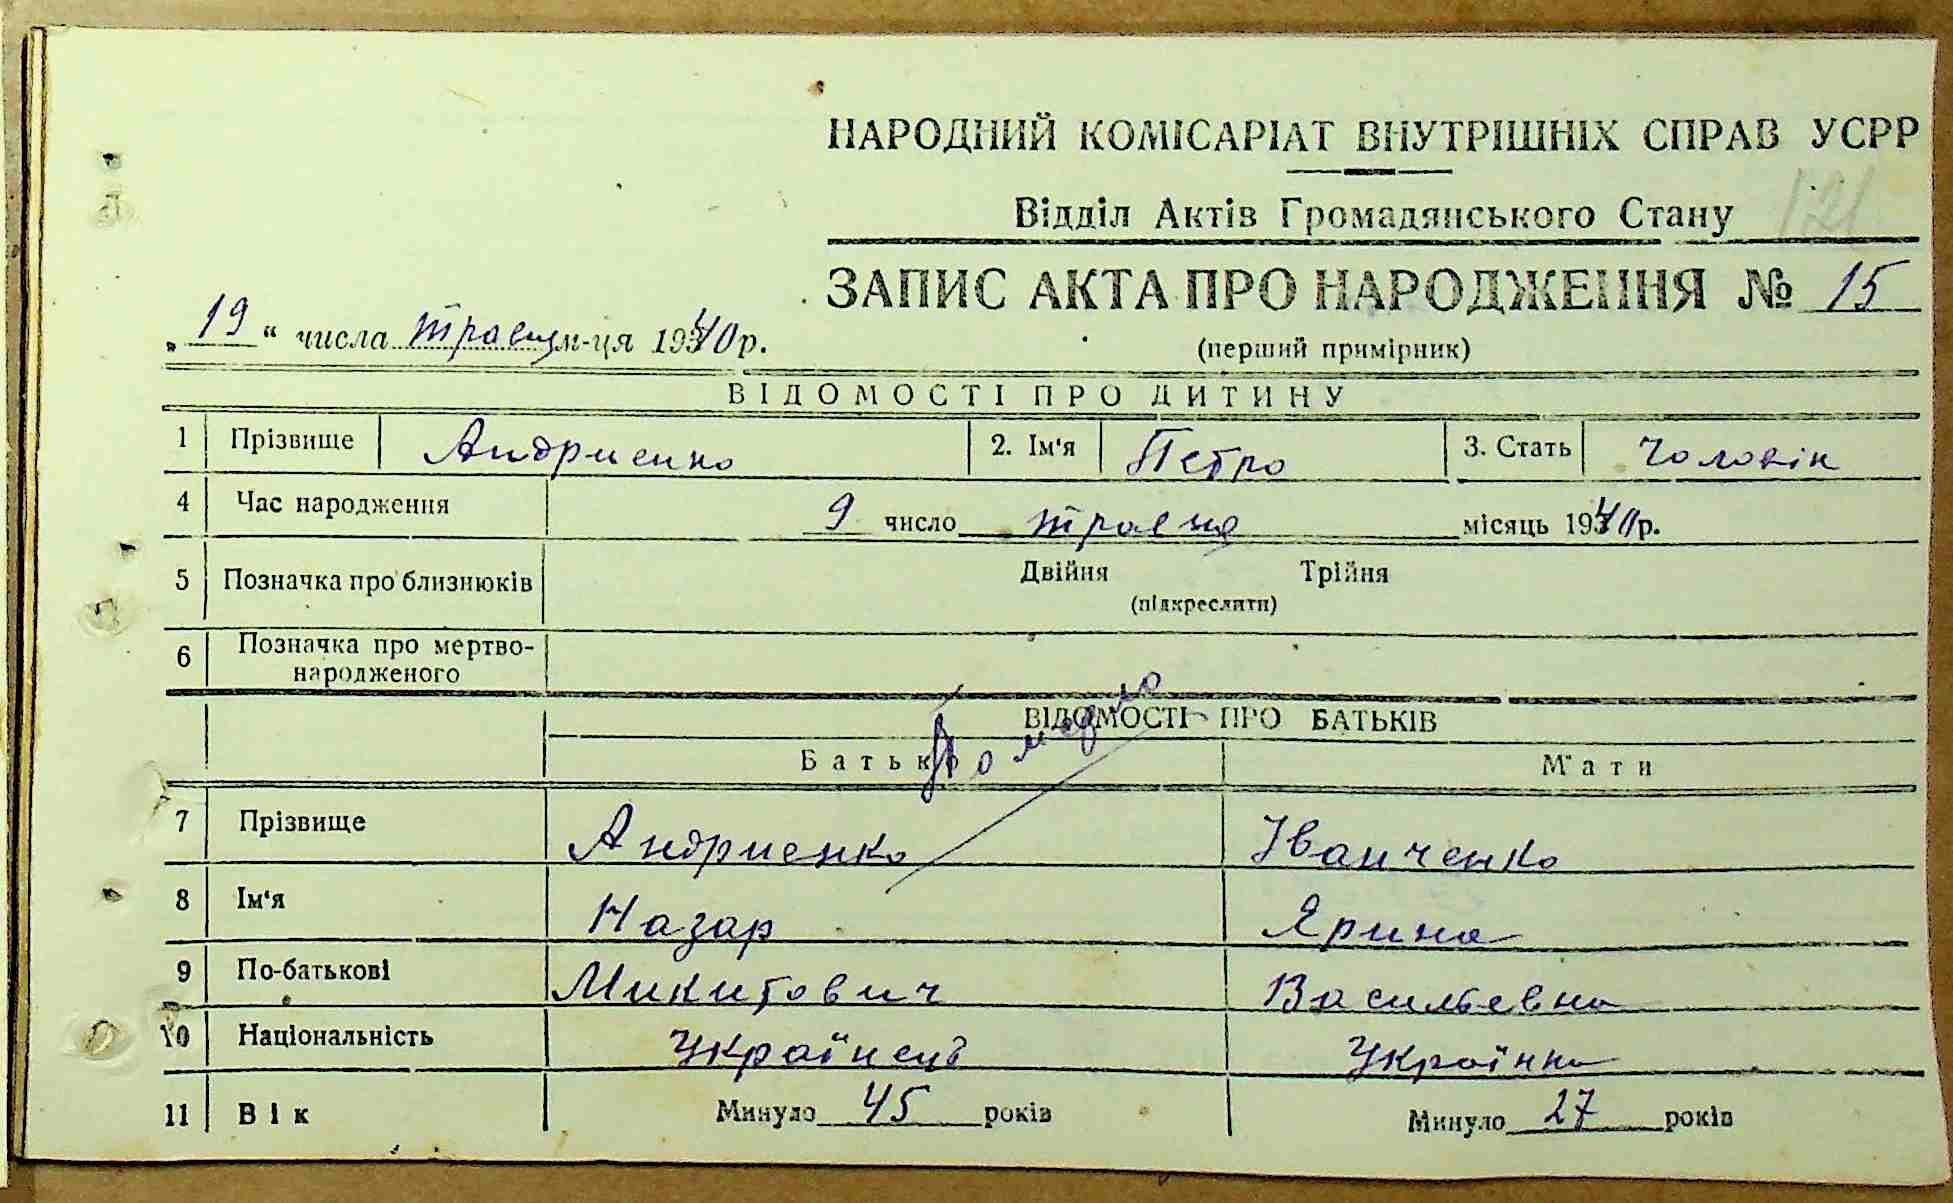 НАРОДНИЙ КОМІСАРІАТ ВНУТРІШНІХ СПРАВ УСРР
Відділ Актів Громадянського Стану
121
ЗАПИС АКТА ПРО НАРОДЖЕННЯ № 15
„19“ числа травня м-ця 1940 р.
(перший примірник)
ВІДОМОСТІ ПРО ДИТИНУ
1 Прізвище Андриенко 2. Ім'я Петро 3. Стать Чоловік
4 Час народження 9 число травня місяць 1940 р.
5 Позначка про близнюків Двійня Трійня
(підкреслити)
6 Позначка про мертво-
народженого
ВІДОМОСТІ ПРО БАТЬКІВ
Батько М'ати
7 Прізвище Андриенко Іванченко
8 Ім'я Назар Ярина
9 По-батькові Микитович Васильевна
10 Національність Українець Українка
11 Вік Минуло 45 років Минуло 27 років